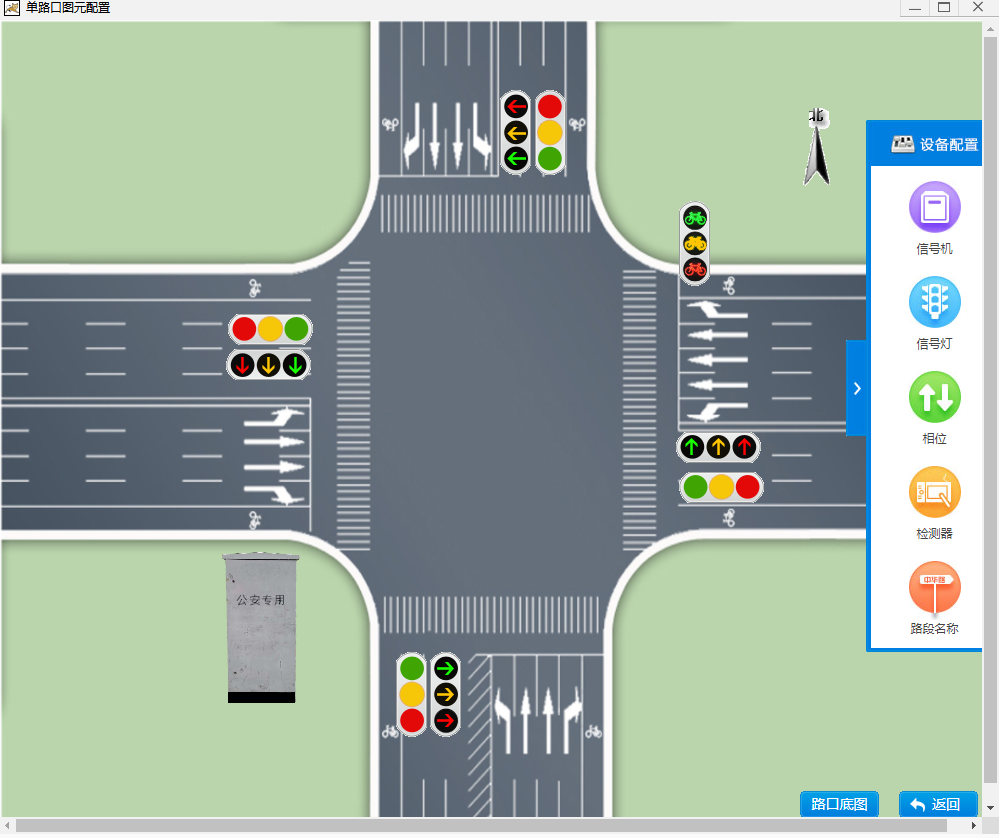 单路口图元配置
北
设备配置
信号机
信号灯
相位
检测器
中华路
路段名称
公安专用
路口底图
返回